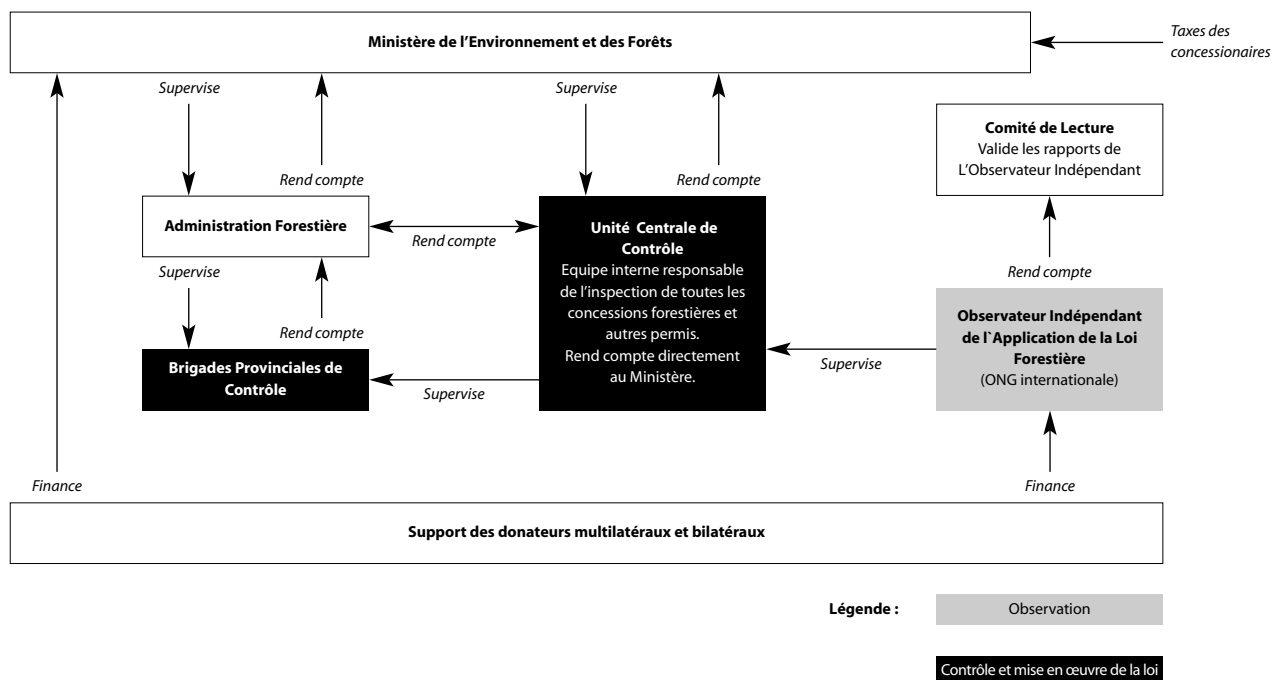 Ministère de l'Environnement et des Forêts
Taxes des
concessionaires
Supervise
Rend compte
Supervise
Rend compte
Comité de Lecture
Valide les rapports de
L'Observateur Indépendant
Administration Forestière
Rend compte
Unité Centrale de
Contrôle
Equipe interne responsable
de l'inspection de toutes les
concessions forestières et
autres permis.
Rend compte directement
au Ministère.
Supervise
Rend compte
Rend compte
Observateur Indépendant
de l`Application de la Loi
Forestière
(ONG internationale)
Brigades Provinciales de
Contrôle
Supervise
Supervise
Finance
Finance
Support des donateurs multilatéraux et bilatéraux
Légende :
Observation
Contrôle et mise en œuvre de la loi